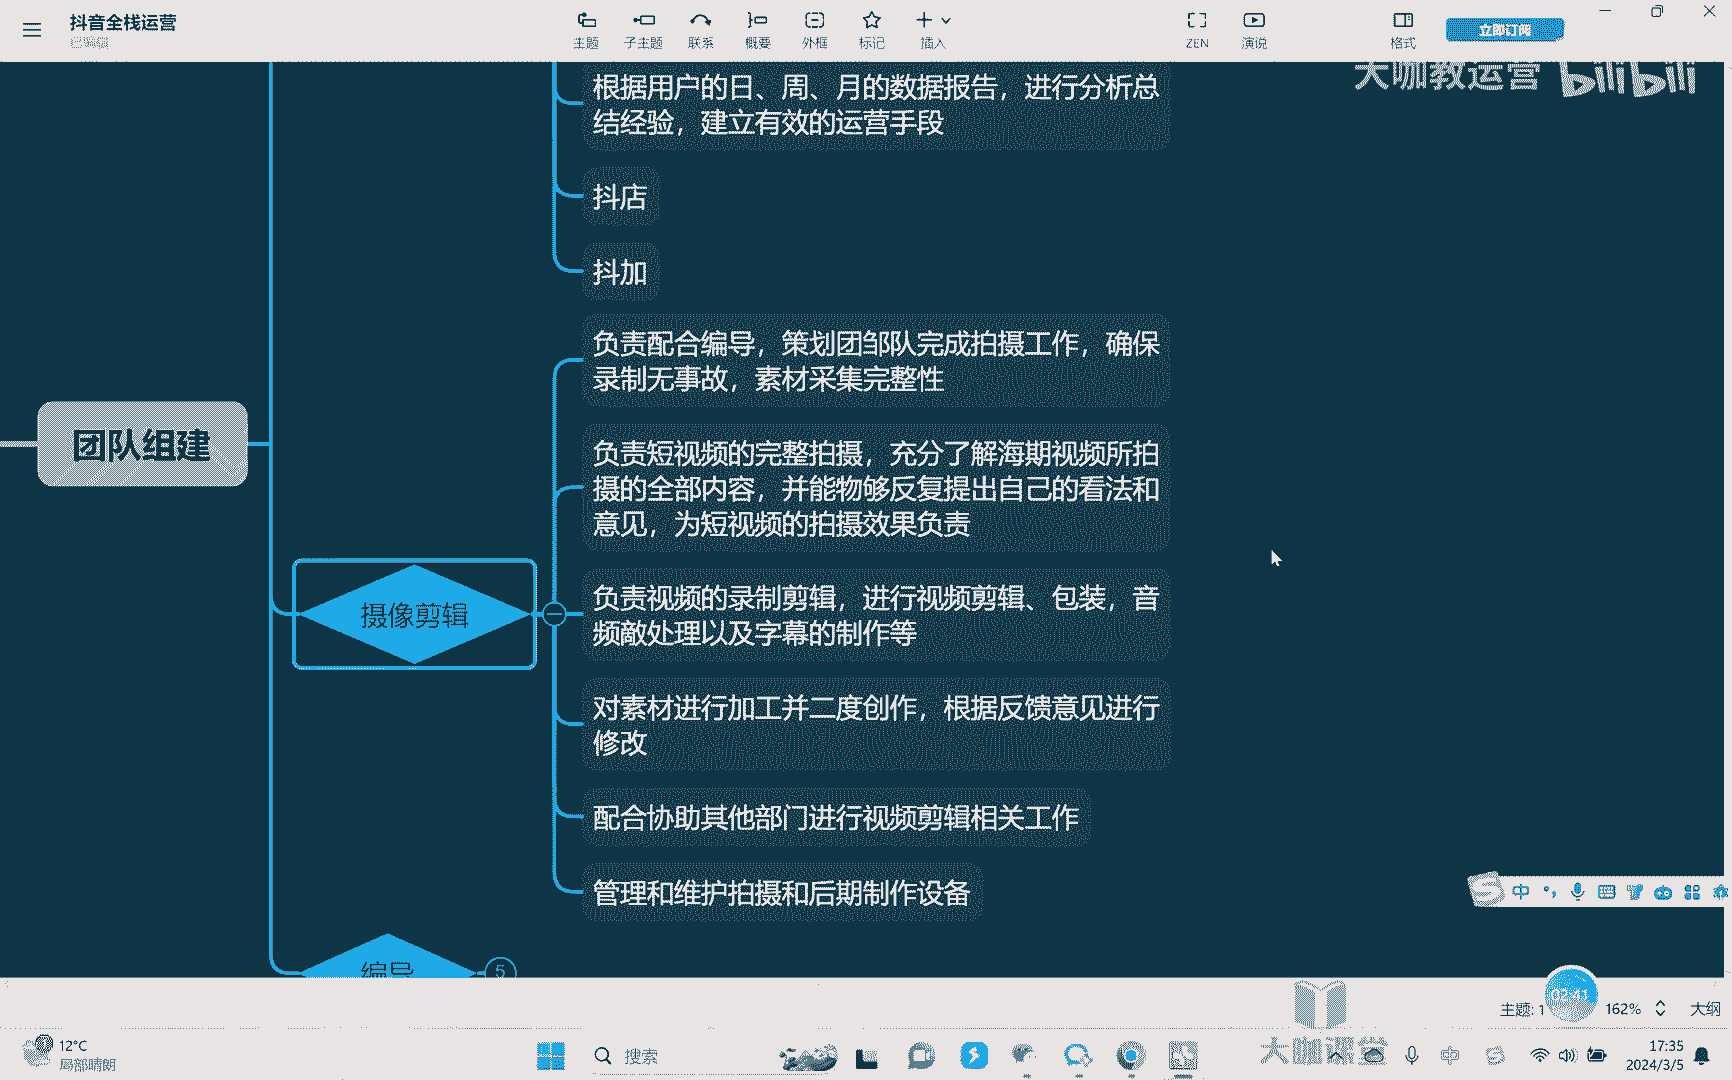 抖音全栈运营
已编辑
主题
子主题
联系
概要
外框
标记
插入
ZEN
演说
格式
立即订阅
大咖教运营 bilibili
根据用户的日、周、月的数据报告，进行分析总
结经验，建立有效的运营手段
抖店
抖加
负责配合编导，策划团邹队完成拍摄工作，确保
录制无事故，素材采集完整性
负责短视频的完整拍摄，充分了解海期视频所拍
摄的全部内容，并能物够反复提出自己的看法和
意见，为短视频的拍摄效果负责
团队组建
摄像剪辑
负责视频的录制剪辑，进行视频剪辑、包装，音
频敵处理以及字幕的制作等
对素材进行加工并二度创作，根据反馈意见进行
修改
配合协助其他部门进行视频剪辑相关工作
管理和维护拍摄和后期制作设备
编导
5
中
主题: 1
02:41
162%
大纲
12°C
局部晴朗
搜索
大咖课堂
中
17:35
2024/3/5